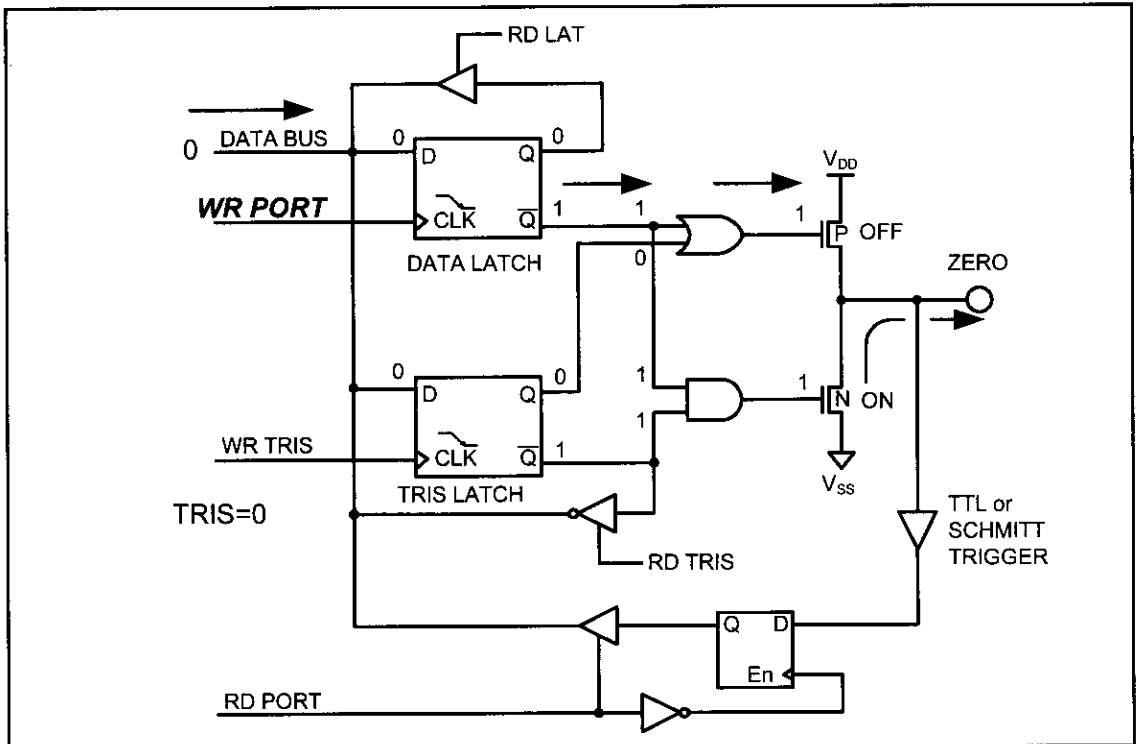 RD LAT
0 DATA BUS
0 D Q 0
WR PORT
CLK Q 1
1
DATA LATCH
0
1
V_DD
P OFF
ZERO
0 D Q 0
WR TRIS
CLK Q 1
TRIS LATCH
1
1
1
N ON
V_SS
TRIS=0
RD TRIS
TTL or
SCHMITT
TRIGGER
Q D
En
RD PORT